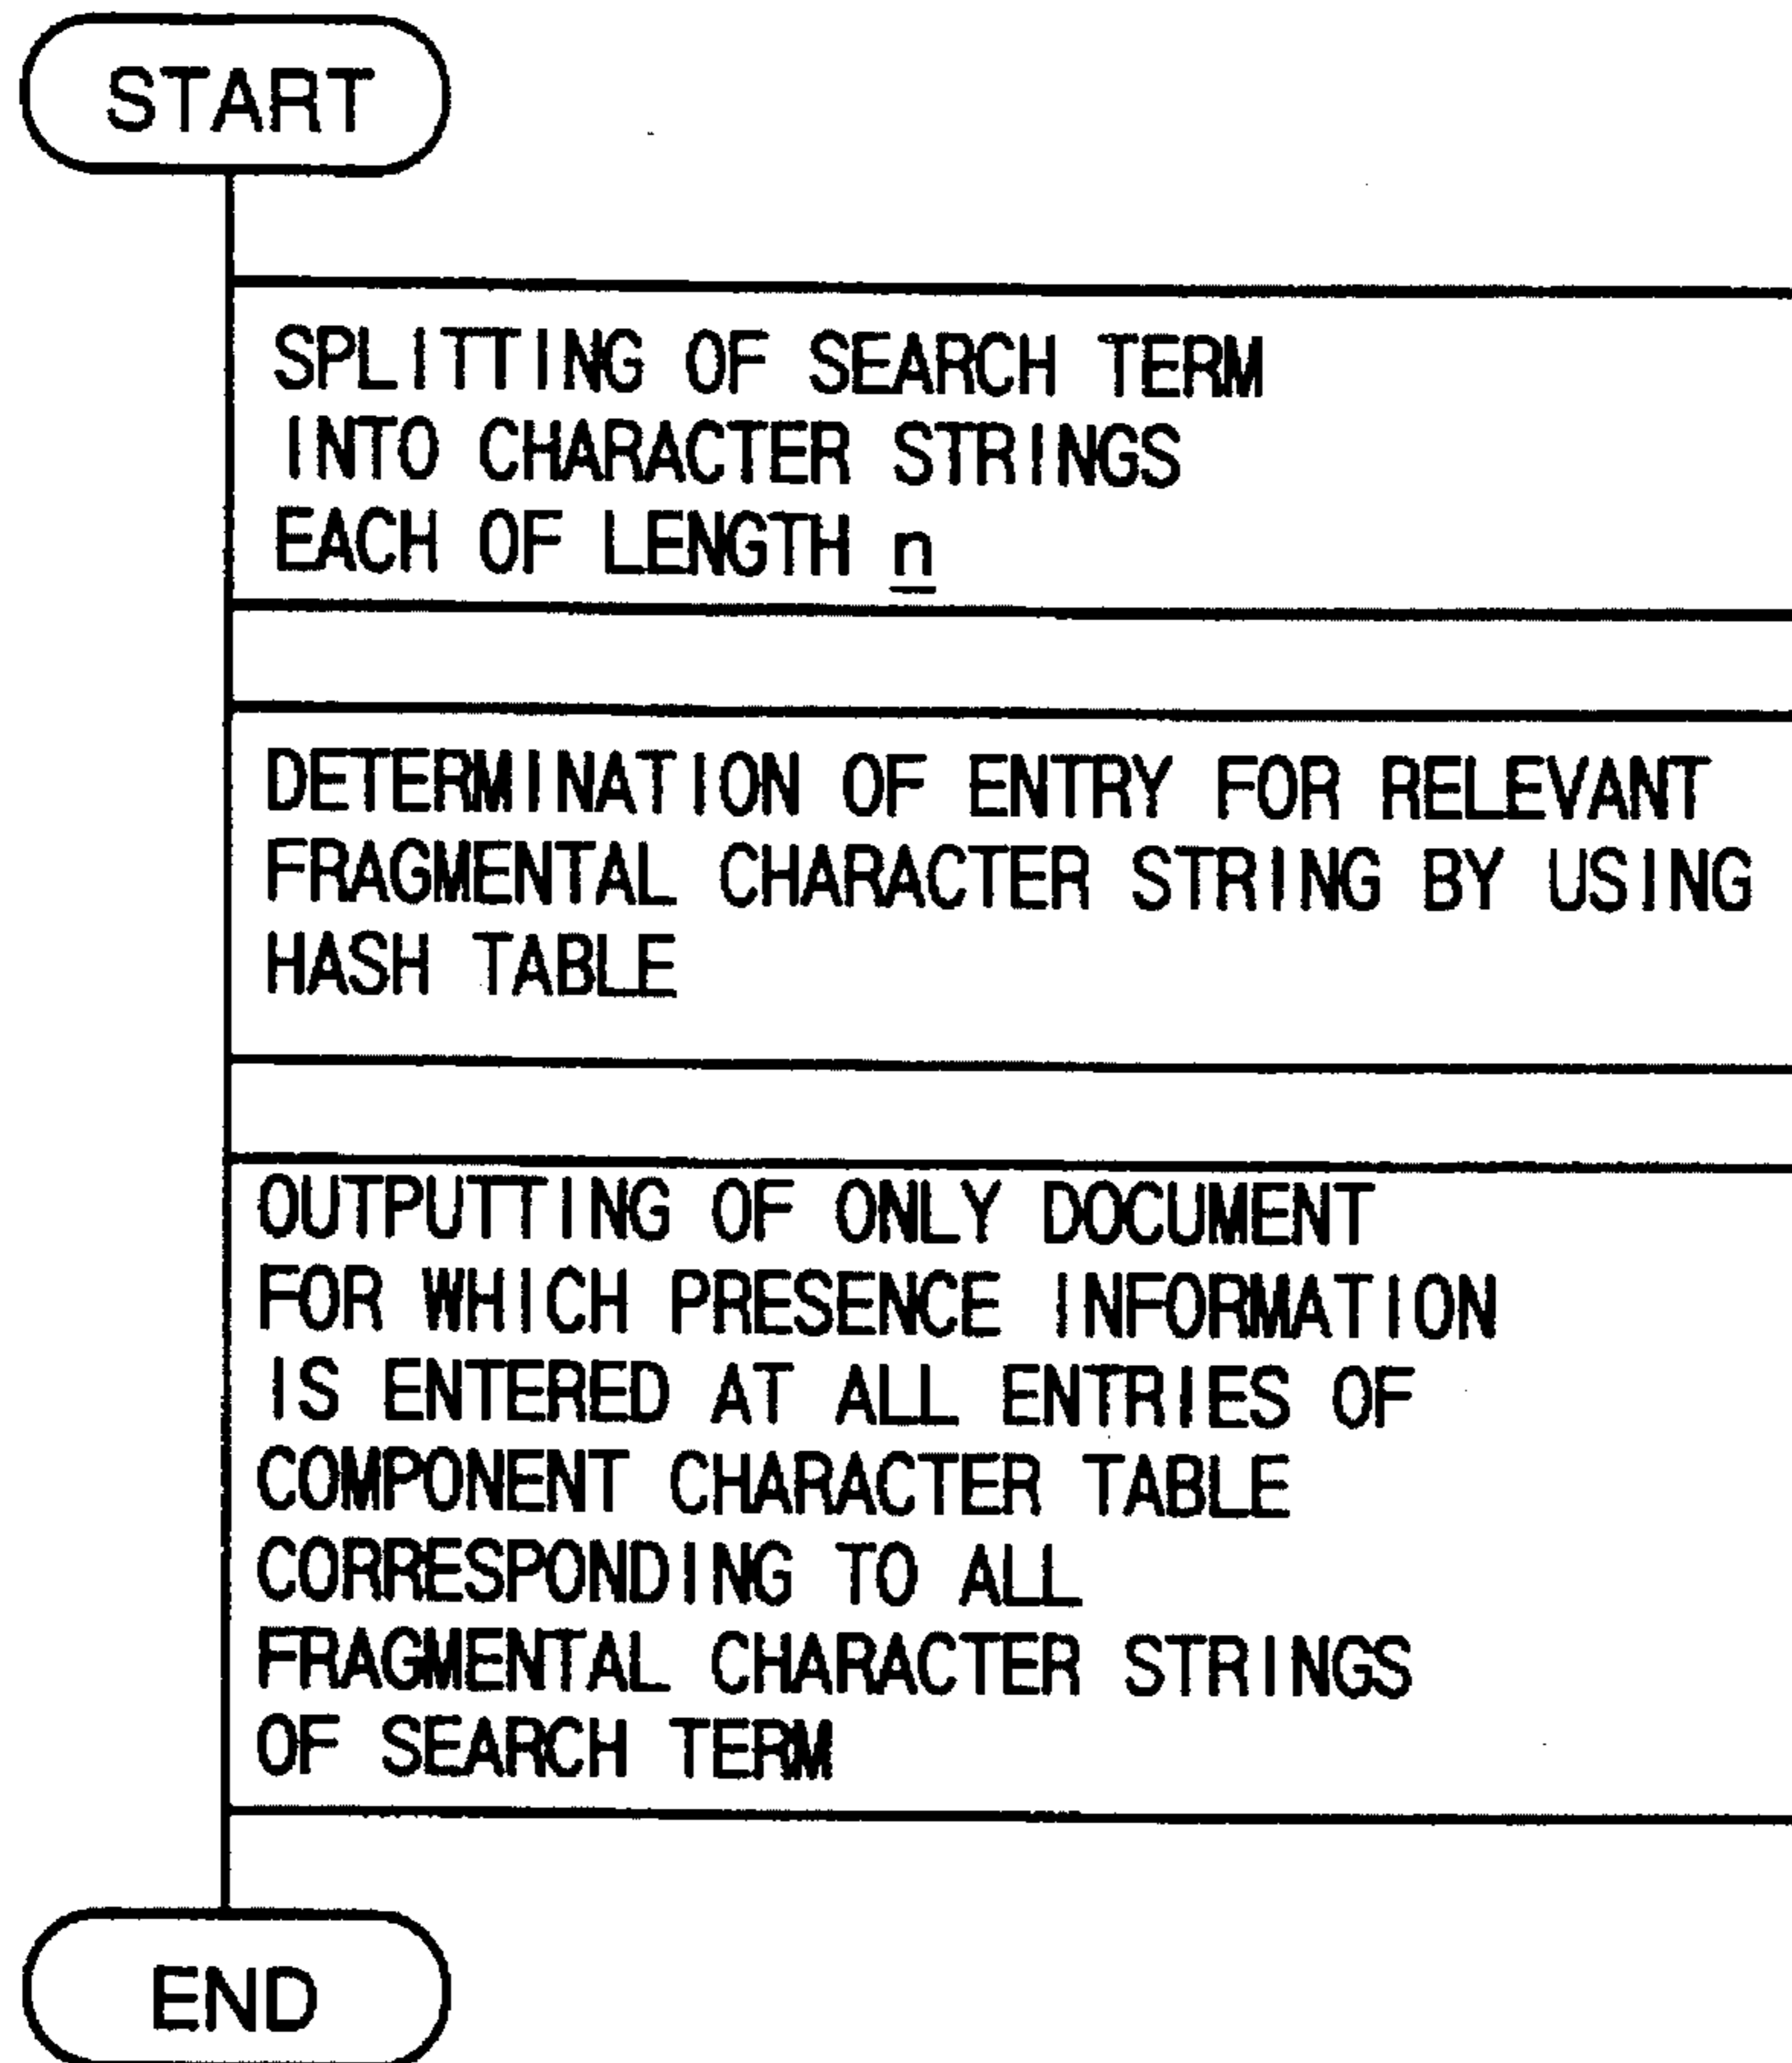 START
SPLITTING OF SEARCH TERM
INTO CHARACTER STRINGS
EACH OF LENGTH n
DETERMINATION OF ENTRY FOR RELEVANT
FRAGMENTAL CHARACTER STRING BY USING
HASH TABLE
OUTPUTTING OF ONLY DOCUMENT
FOR WHICH PRESENCE INFORMATION
IS ENTERED AT ALL ENTRIES OF
COMPONENT CHARACTER TABLE
CORRESPONDING TO ALL
FRAGMENTAL CHARACTER STRINGS
OF SEARCH TERM
END